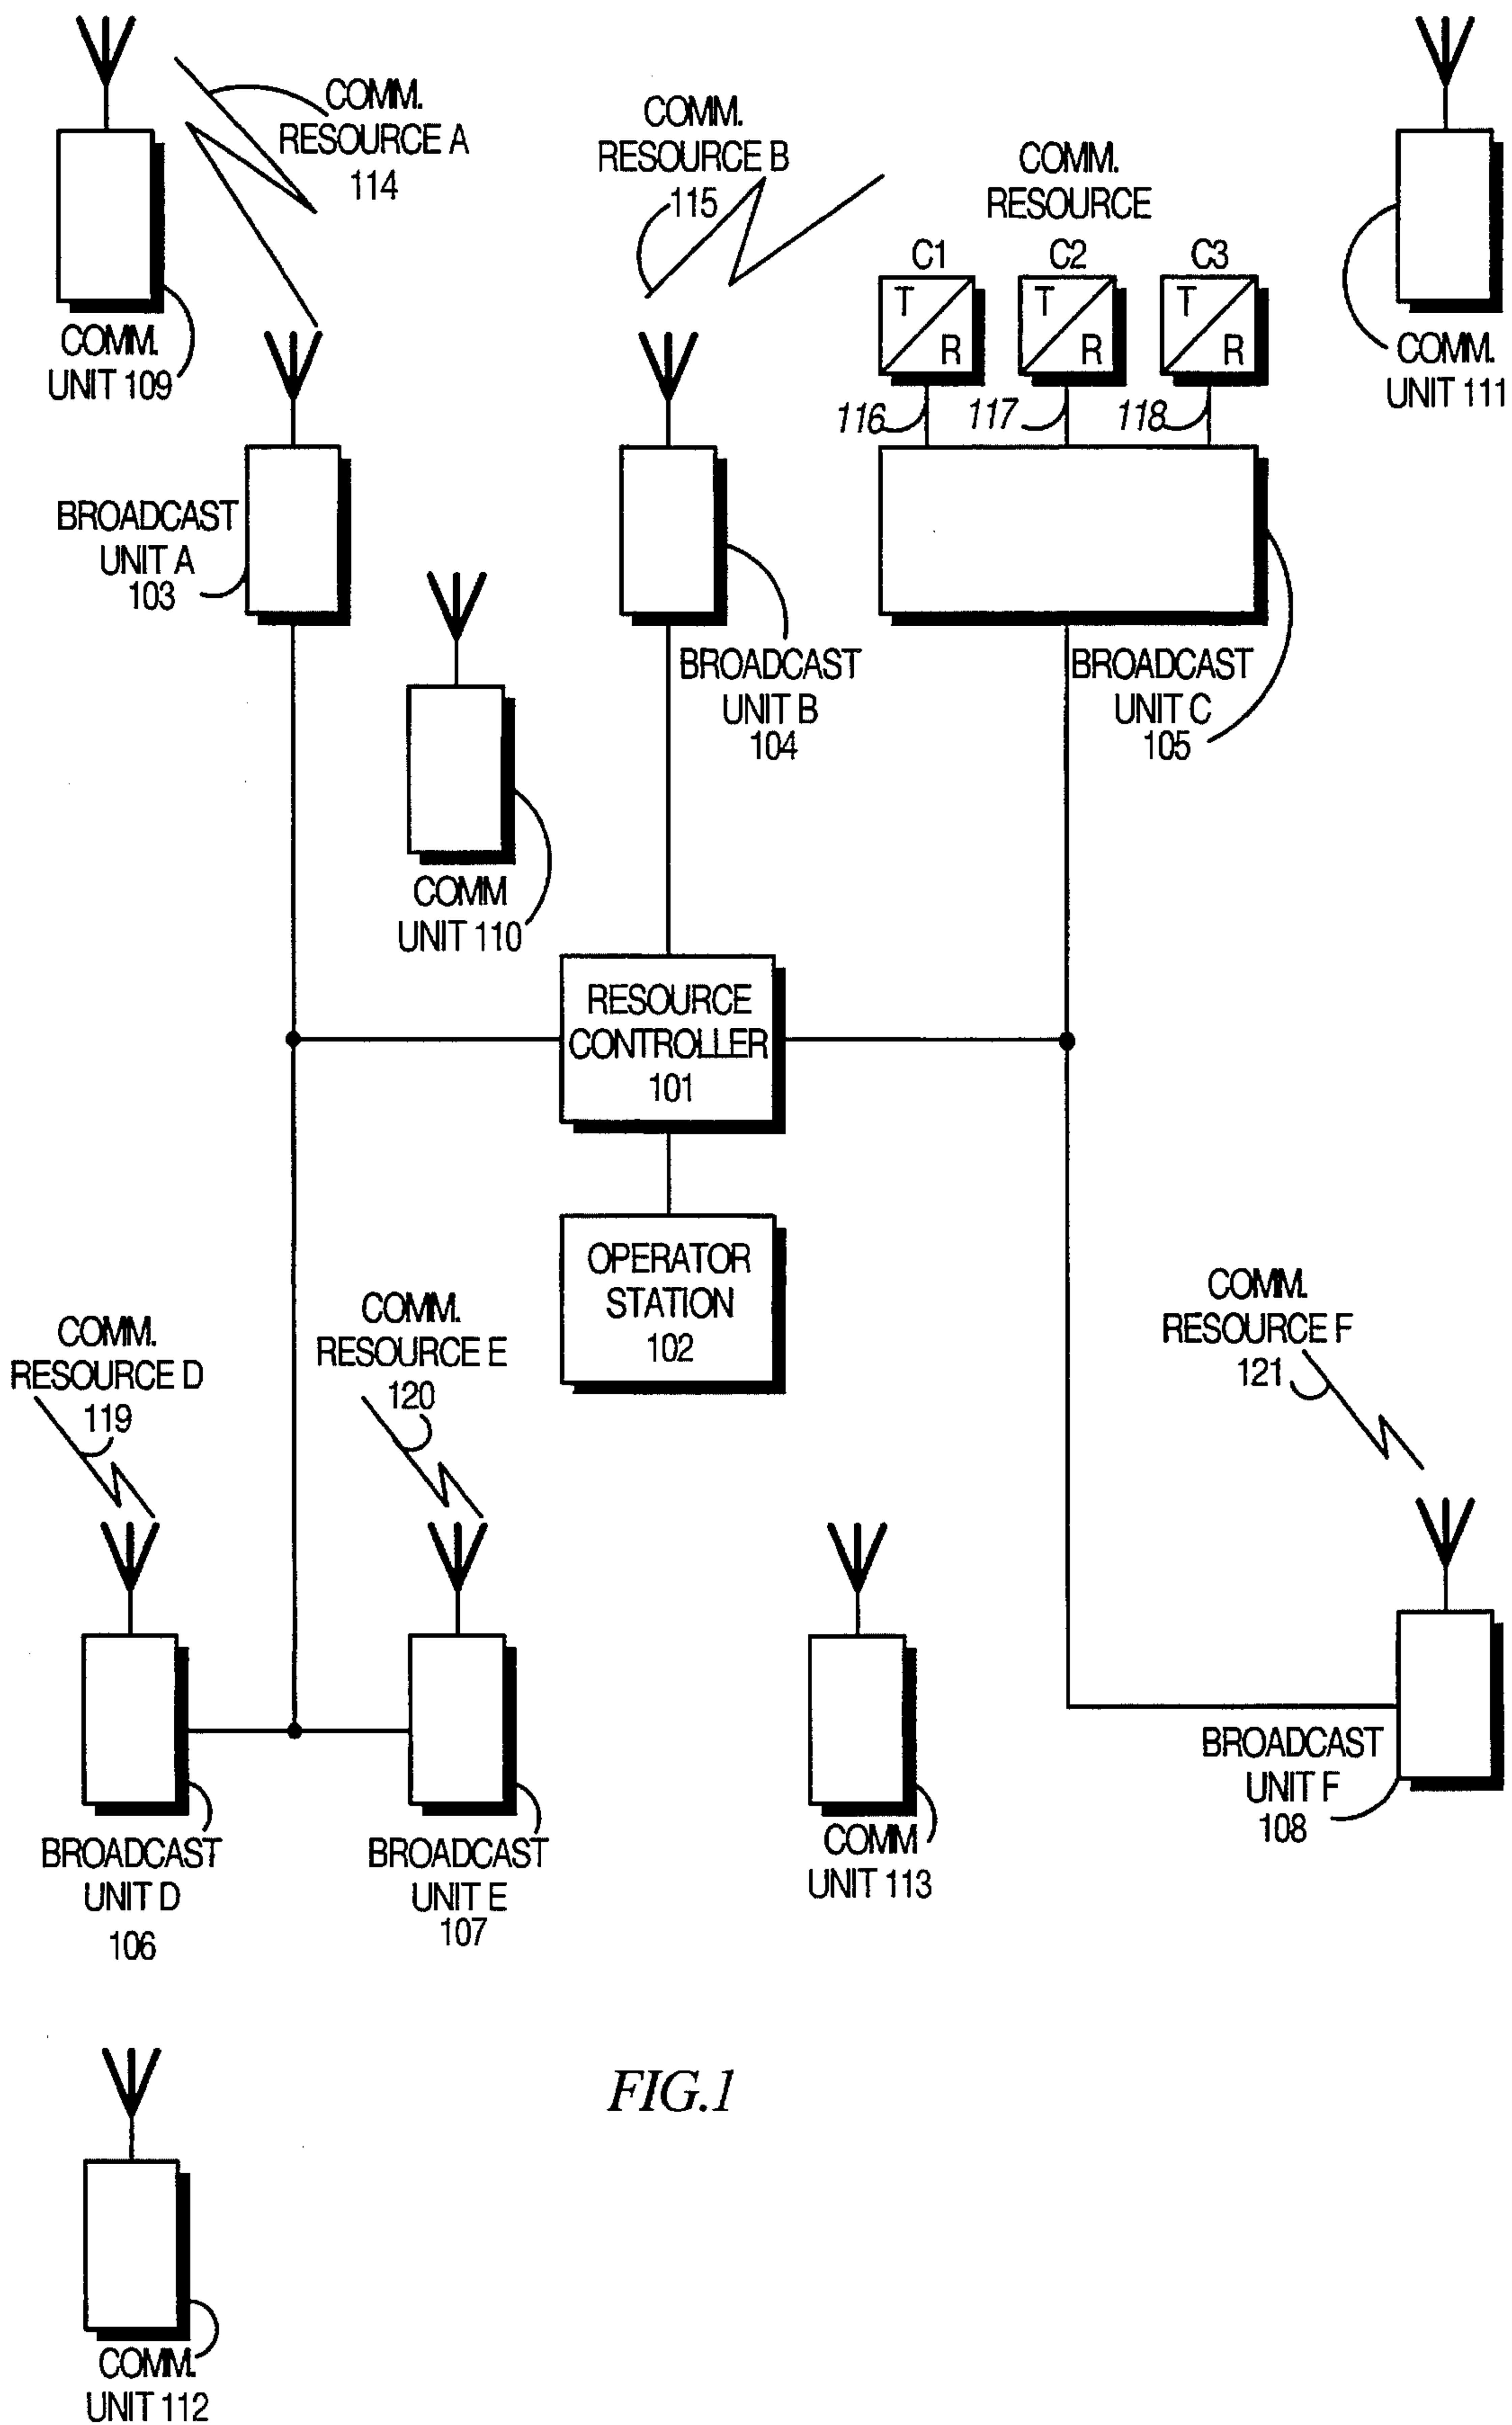 COMM.
RESOURCE A
114
COMM.
RESOURCE B
115
COMM.
RESOURCE
C1
C2
C3
T
R
T
R
T
R
116
117
118
COMM.
UNIT 109
COMM.
UNIT 111
BROADCAST
UNIT A
103
BROADCAST
UNIT B
104
BROADCAST
UNIT C
105
COMM
UNIT 110
RESOURCE
CONTROLLER
101
OPERATOR
STATION
102
COMM.
RESOURCE D
119
COMM.
RESOURCE E
120
COMM.
RESOURCE F
121
BROADCAST
UNIT D
106
BROADCAST
UNIT E
107
COMM
UNIT 113
BROADCAST
UNIT F
108
FIG.1
COMM.
UNIT 112